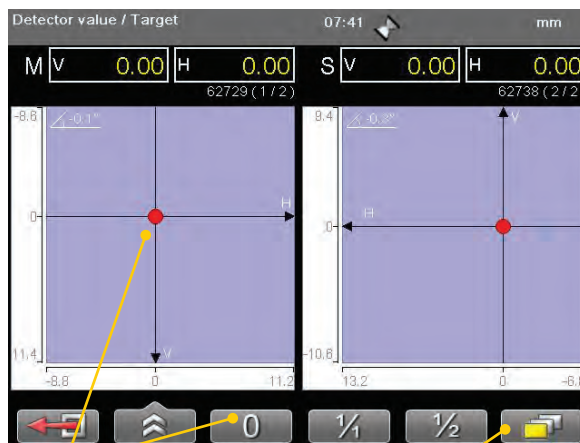 Detector value / Target 07:41 mm
M V 0.00 H 0.00 S V 0.00 H 0.00
62729 ( 1 / 2 ) 62738 ( 2 / 2
-8.6 -0.1° 8.4 -0.3° V
0 H 0 H
11.4 V -10.6
-8.8 0 11.2 13.2 0 -6.8
0 1/1 1/2